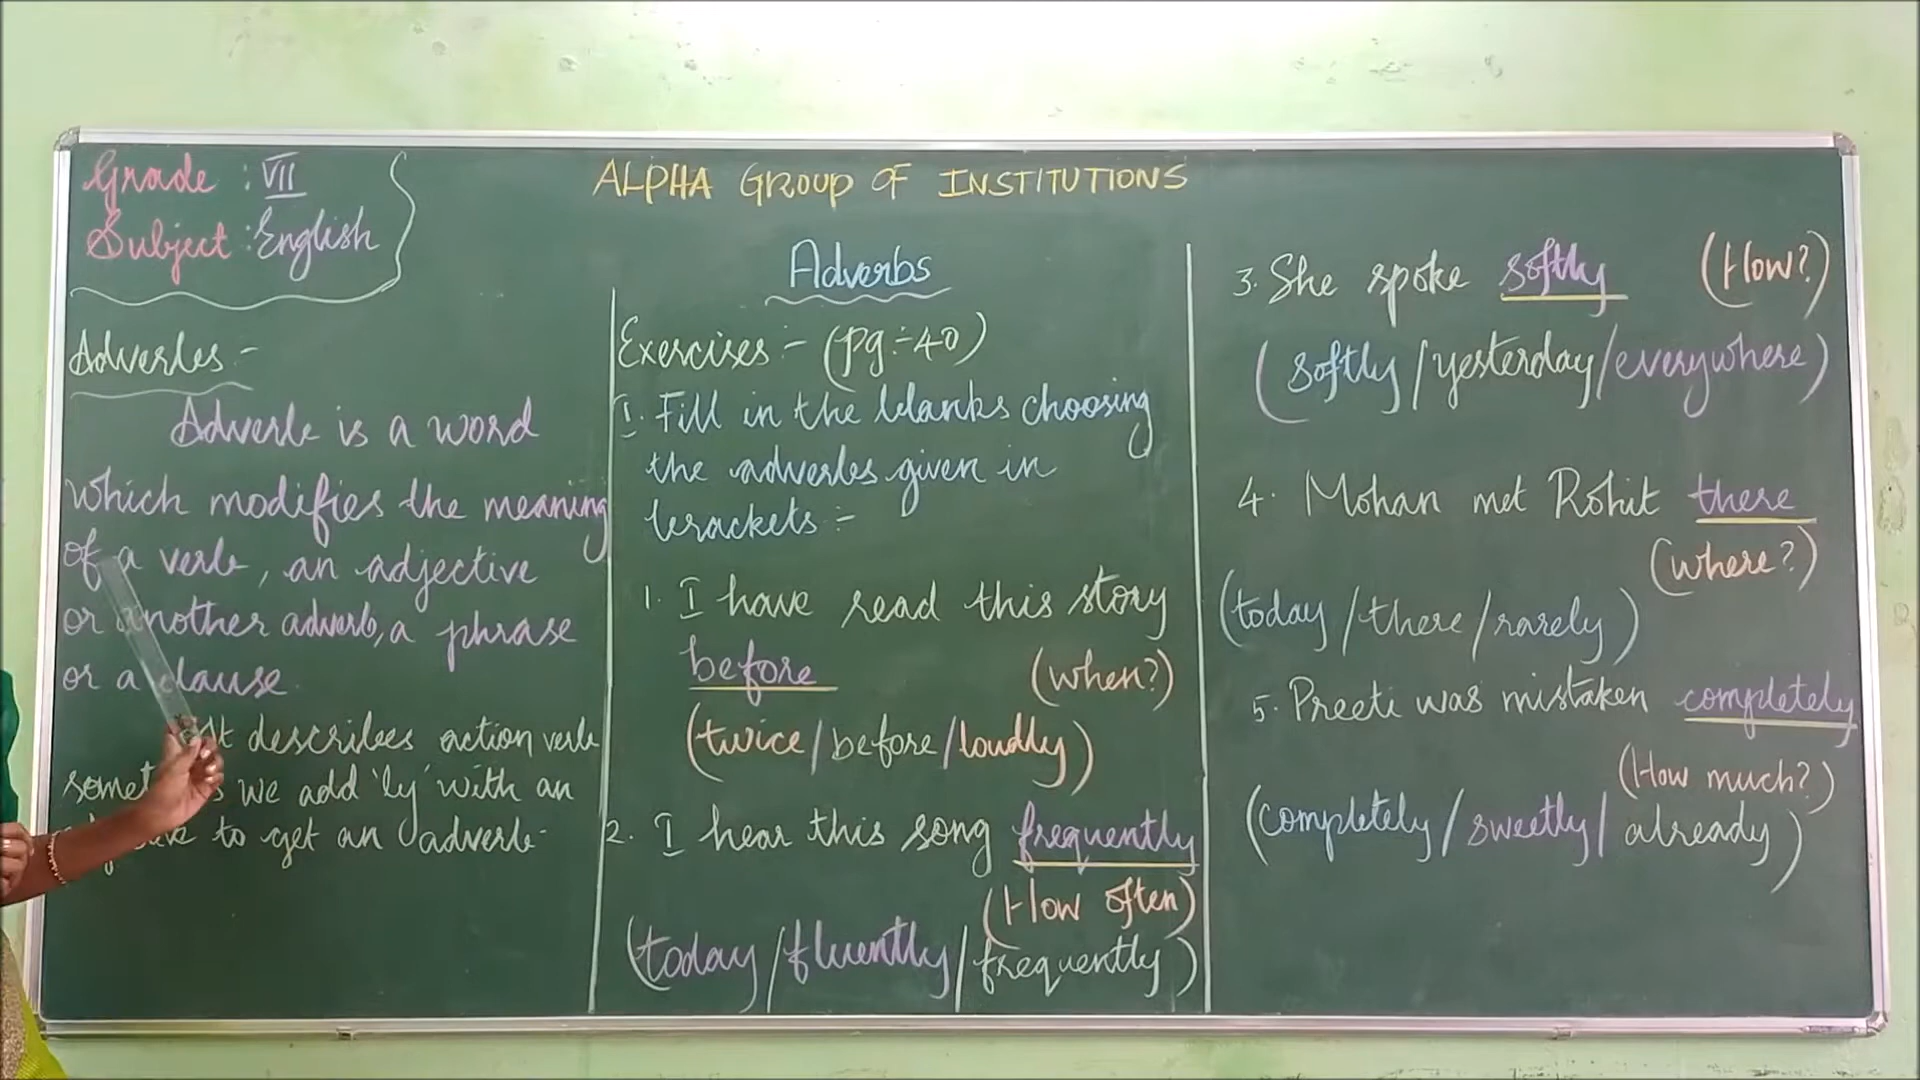 Grade : VII
Subject : English
ALPHA GROUP OF INSTITUTIONS
Adverbs
Adverbs :-
Adverb is a word
which modifies the meaning
of a verb, an adjective
or another adverb, a phrase
or a clause.
It describes action verb
we add 'ly' with an
to get an adverb.
Exercises :- (pg:-40)
I. Fill in the blanks choosing
the adverbs given in
brackets :-
1. I have read this story
before (when?)
(twice/before/loudly)
2. I hear this song frequently
(How often)
(today/fluently/frequently)
3. She spoke softly (How?)
(softly/yesterday/everywhere)
4. Mohan met Rohit there
(where?)
(today/there/rarely)
5. Preeti was mistaken completely
(How much?)
(completely/sweetly/already)